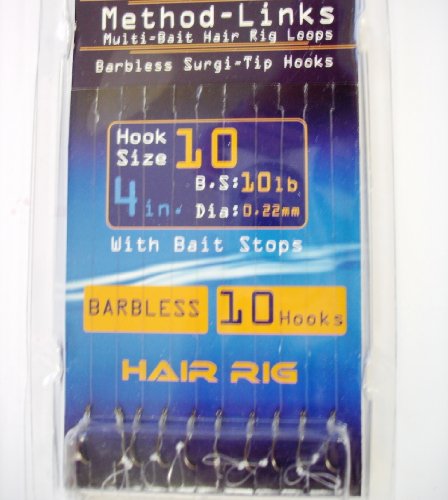 Method-Links
Multi-Bait Hair Rig Loops
Barbless Surgi-Tip Hooks
Hook Size 10
4in. B.S:10lb
Dia:0.22mm
With Bait Stops
BARBLESS 10 Hooks
HAIR RIG